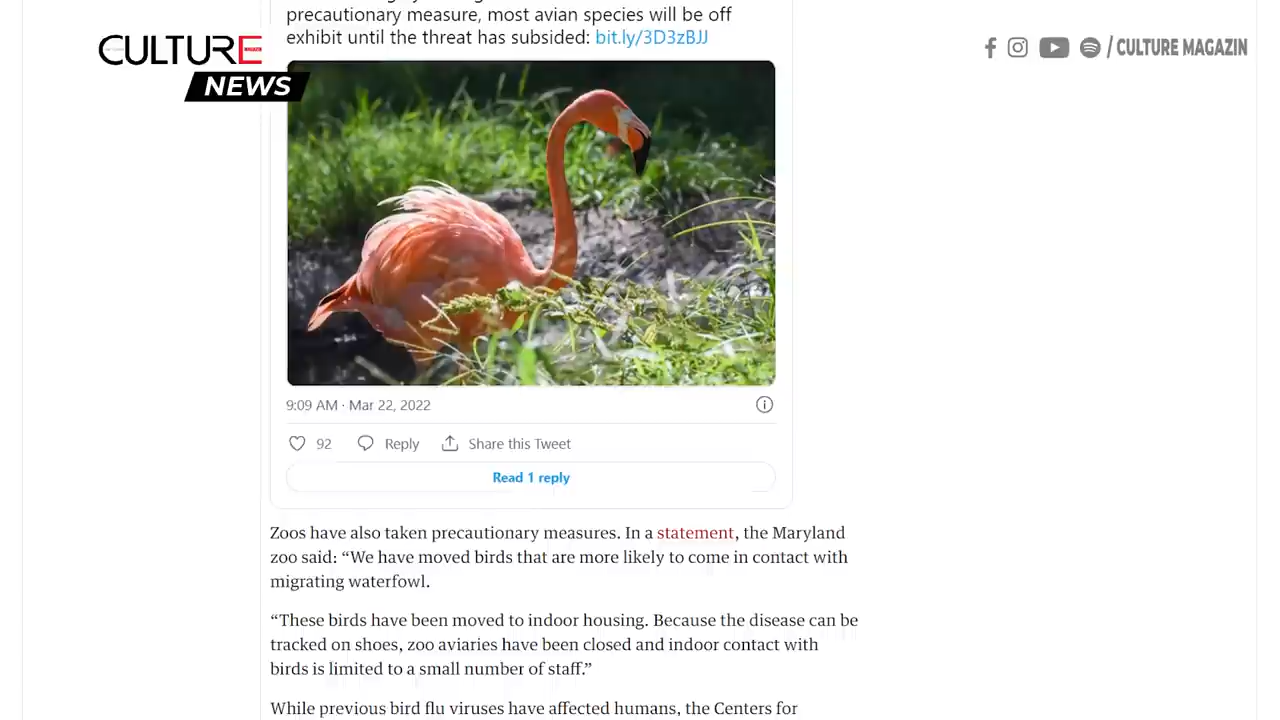 precautionary measure, most avian species will be off
exhibit until the threat has subsided: bit.ly/3D3zBJJ
CULTURE
NEWS
/ CULTURE MAGAZIN
9:09 AM · Mar 22, 2022
92 Reply Share this Tweet
Read 1 reply
Zoos have also taken precautionary measures. In a statement, the Maryland
zoo said: “We have moved birds that are more likely to come in contact with
migrating waterfowl.
“These birds have been moved to indoor housing. Because the disease can be
tracked on shoes, zoo aviaries have been closed and indoor contact with
birds is limited to a small number of staff.”
While previous bird flu viruses have affected humans, the Centers for